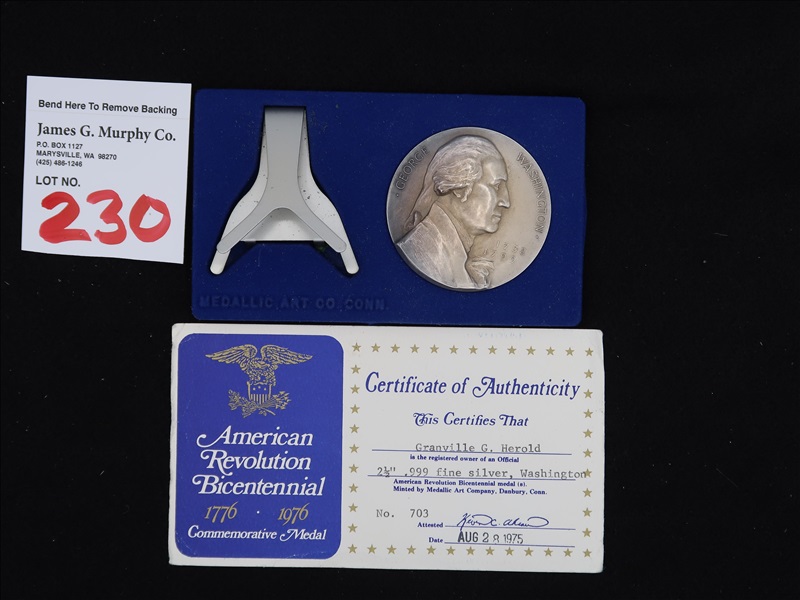 Bend Here To Remove Backing
James G. Murphy Co.
P.O. BOX 1127
MARYSVILLE, WA 98270
(425) 486-1246
LOT NO.
230
GEORGE WASHINGTON
MEDALLIC ART CO. CONN.
American
Revolution
Bicentennial
1776 · 1976
Commemorative Medal
Certificate of Authenticity
This Certifies That
Granville G. Herold
is the registered owner of an Official
2½" .999 fine silver, Washington
American Revolution Bicentennial medal (s).
Minted by Medallic Art Company, Danbury, Conn.
No. 703
Attested
Date AUG 28 1975